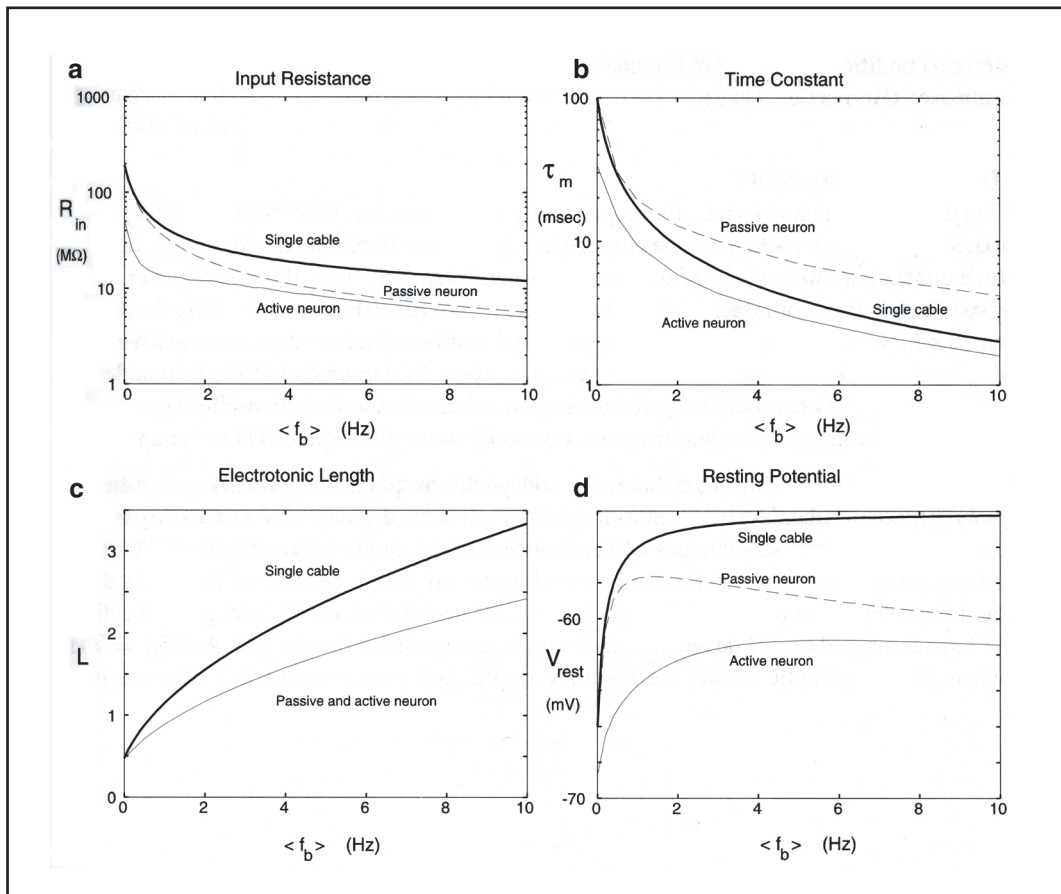 a
Input Resistance
1000
100
10
1
R_in
(MΩ)
Single cable
Passive neuron
Active neuron
0 2 4 6 8 10
< f_b > (Hz)
b
Time Constant
100
10
1
τ_m
(msec)
Passive neuron
Single cable
Active neuron
0 2 4 6 8 10
< f_b > (Hz)
c
Electrotonic Length
3
2
1
0
L
Single cable
Passive and active neuron
0 2 4 6 8 10
< f_b > (Hz)
d
Resting Potential
-60
-70
V_rest
(mV)
Single cable
Passive neuron
Active neuron
0 2 4 6 8 10
< f_b > (Hz)